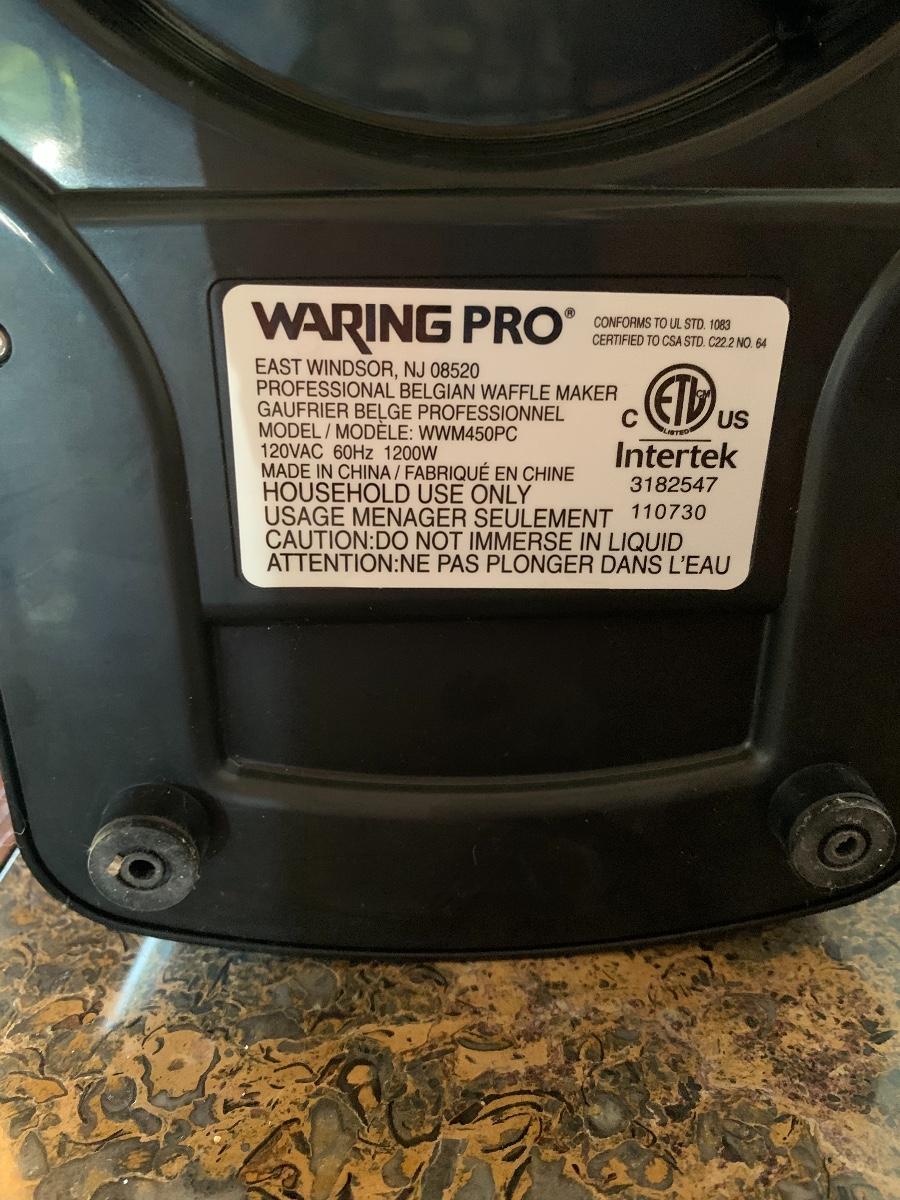 WARING PRO®
CONFORMS TO UL STD. 1083
CERTIFIED TO CSA STD. C22.2 NO. 64
EAST WINDSOR, NJ 08520
PROFESSIONAL BELGIAN WAFFLE MAKER
GAUFRIER BELGE PROFESSIONNEL
MODEL / MODÈLE: WWM450PC
120VAC 60Hz 1200W
MADE IN CHINA / FABRIQUÉ EN CHINE
HOUSEHOLD USE ONLY
USAGE MENAGER SEULEMENT
CAUTION:DO NOT IMMERSE IN LIQUID
ATTENTION:NE PAS PLONGER DANS L'EAU
C ETL CM US
LISTED
Intertek
3182547
110730